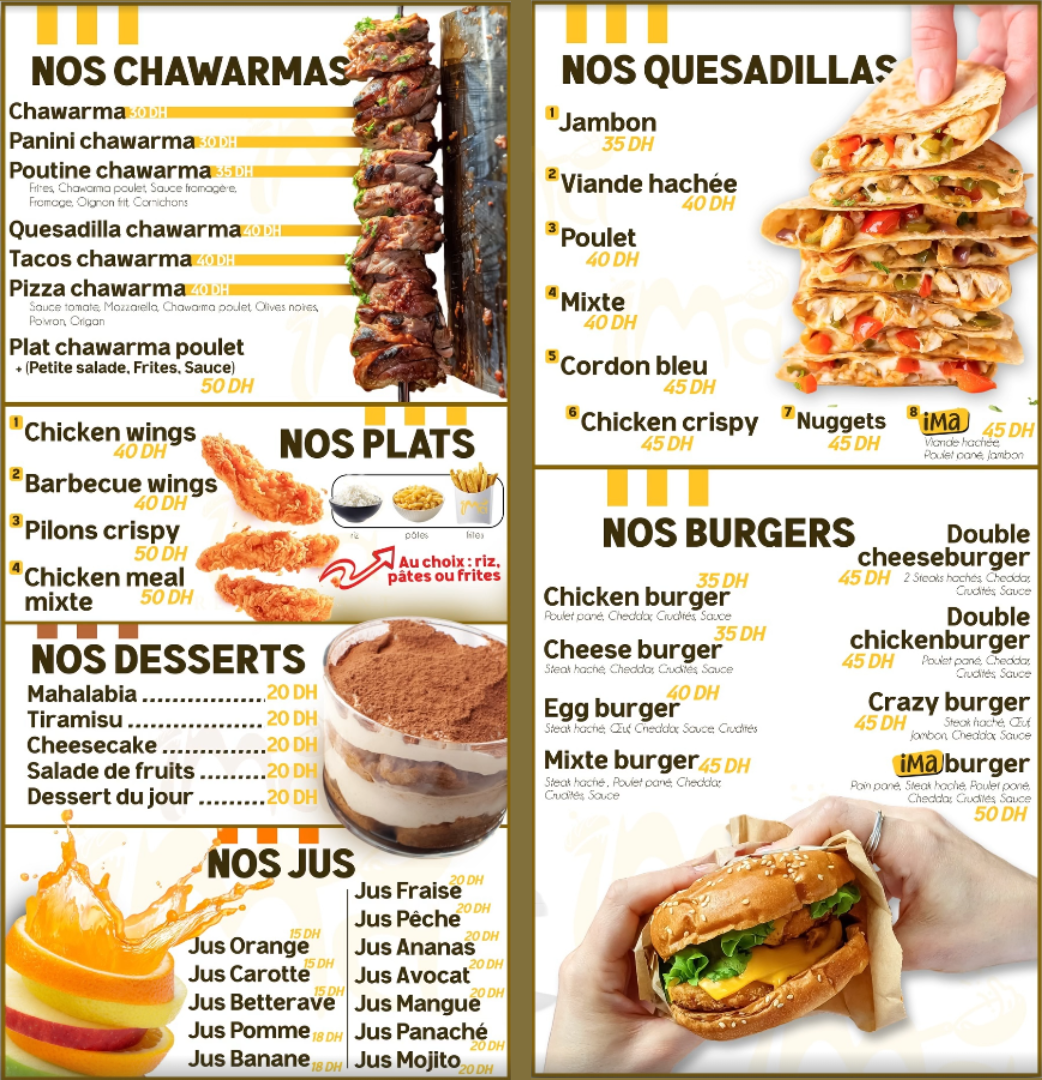 NOS CHAWARMAS
Chawarma 30 DH
Panini chawarma 30 DH
Poutine chawarma 35 DH
Frites, Chawarma poulet, Sauce fromagère,
Fromage, Oignon frit, Cornichons
Quesadilla chawarma 40 DH
Tacos chawarma 40 DH
Pizza chawarma 40 DH
Sauce tomate, Mozzarella, Chawarma poulet, Olives noires,
Poivron, Origan
Plat chawarma poulet
+ (Petite salade, Frites, Sauce)
50 DH
NOS PLATS
1 Chicken wings
40 DH
2 Barbecue wings
40 DH
3 Pilons crispy
50 DH
4 Chicken meal
mixte 50 DH
riz pâtes frites
Au choix : riz,
pâtes ou frites
NOS DESSERTS
Mahalabia .................. 20 DH
Tiramisu .................... 20 DH
Cheesecake ............... 20 DH
Salade de fruits ......... 20 DH
Dessert du jour ......... 20 DH
NOS JUS
Jus Orange 15 DH
Jus Carotte 15 DH
Jus Betterave 15 DH
Jus Pomme 18 DH
Jus Banane 18 DH
Jus Fraise 20 DH
Jus Pêche 20 DH
Jus Ananas 20 DH
Jus Avocat 20 DH
Jus Mangue 20 DH
Jus Panaché 20 DH
Jus Mojito 20 DH
NOS QUESADILLAS
1 Jambon
35 DH
2 Viande hachée
40 DH
3 Poulet
40 DH
4 Mixte
40 DH
5 Cordon bleu
45 DH
6 Chicken crispy
45 DH
7 Nuggets
45 DH
8 iMa 45 DH
Viande hachée,
Poulet pané, Jambon
NOS BURGERS
Chicken burger 35 DH
Poulet pané, Cheddar, Crudités, Sauce
Cheese burger 35 DH
Steak haché, Cheddar, Crudités, Sauce
Egg burger 40 DH
Steak haché, Œuf, Cheddar, Sauce, Crudités
Mixte burger 45 DH
Steak haché , Poulet pané, Cheddar,
Crudités, Sauce
Double
cheeseburger
45 DH 2 Steaks hachés, Cheddar,
Crudités, Sauce
Double
chickenburger
45 DH Poulet pané, Cheddar,
Crudités, Sauce
Crazy burger
45 DH Steak haché, Œuf,
Jambon, Cheddar, Sauce
iMa burger
Pain pané, Steak haché, Poulet pané,
Cheddar, Crudités, Sauce
50 DH